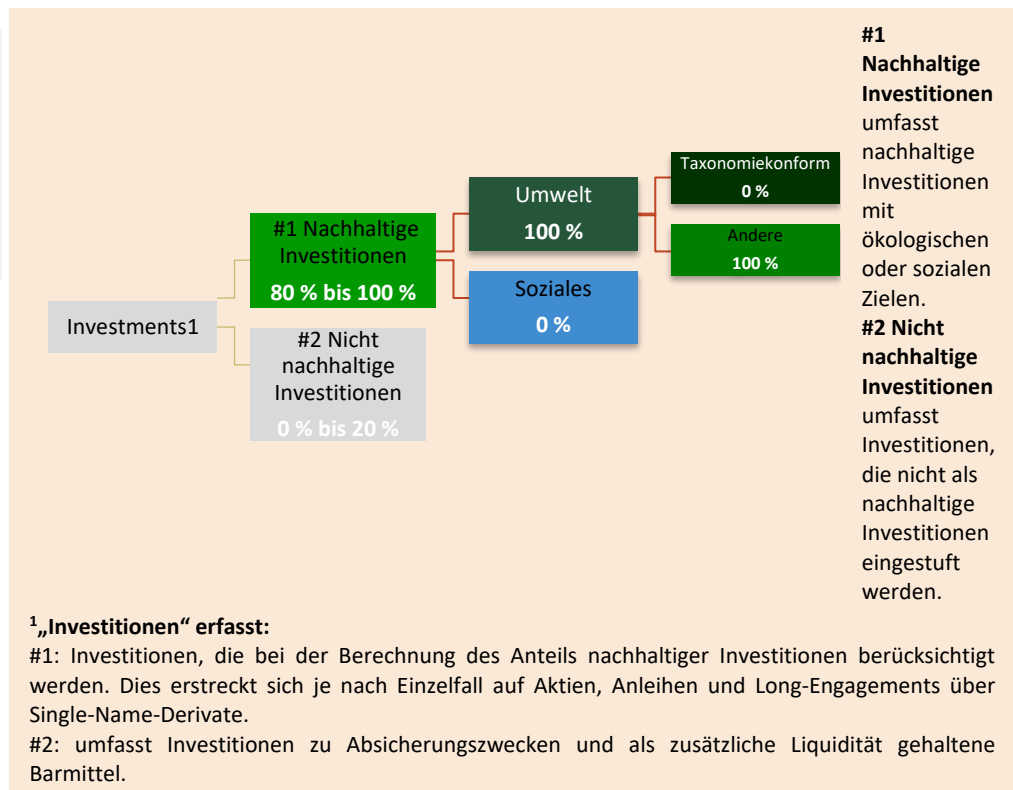 Investments1
#1 Nachhaltige
Investitionen
80 % bis 100 %
#2 Nicht
nachhaltige
Investitionen
0 % bis 20 %
Umwelt
100 %
Soziales
0 %
Taxonomiekonform
0 %
Andere
100 %
#1
Nachhaltige
Investitionen
umfasst
nachhaltige
Investitionen
mit
ökologischen
oder sozialen
Zielen.
#2 Nicht
nachhaltige
Investitionen
umfasst
Investitionen,
die nicht als
nachhaltige
Investitionen
eingestuft
werden.
1„Investitionen“ erfasst:
#1: Investitionen, die bei der Berechnung des Anteils nachhaltiger Investitionen berücksichtigt
werden. Dies erstreckt sich je nach Einzelfall auf Aktien, Anleihen und Long-Engagements über
Single-Name-Derivate.
#2: umfasst Investitionen zu Absicherungszwecken und als zusätzliche Liquidität gehaltene
Barmittel.